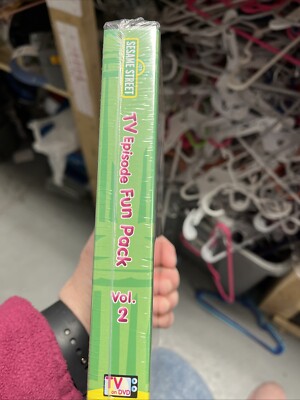 SESAME STREET
TV Episode Fun Pack
Vol. 2
TV
on DVD